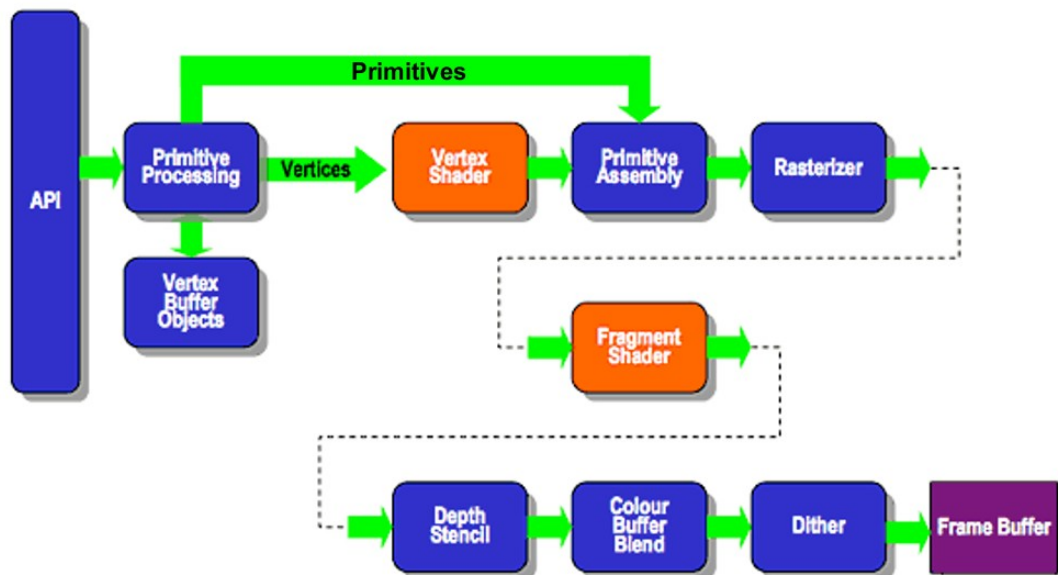 Primitives
API
Primitive
Processing
Vertices
Vertex
Shader
Primitive
Assembly
Rasterizer
Vertex
Buffer
Objects
Fragment
Shader
Depth
Stencil
Colour
Buffer
Blend
Dither
Frame Buffer